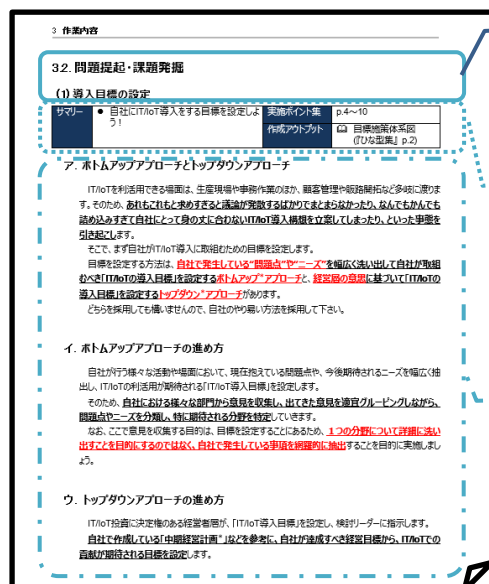 3 作業内容
3.2. 問題提起・課題発掘
(1) 導入目標の設定
サマリー ● 自社にIT/IoT導入をする目標を設定しよう! 実施ポイント集 p.4～10
作成アウトプット 目標施策体系図
(『ひな型集』 p.2)
ア. ボトムアップアプローチとトップダウンアプローチ
IT/IoTを利活用できる場面は、生産現場や事務作業のほか、顧客管理や販路開拓など多岐に渡りま
す。そのため、あれもこれもと求めすぎると議論が発散するばかりでまとまらなかったり、なんでもかんでも
詰め込みすぎて自社にとって身の丈に合わないIT/IoT導入構想を立案してしまったり、といった事態を
引き起こします。
そこで、まず自社がIT/IoT導入に取組むための目標を設定します。
目標を設定する方法は、自社で発生している"問題点"や"ニーズ"を幅広く洗い出して自社が取組
むべき「IT/IoTの導入目標」を設定するボトムアップ*アプローチと、経営層の意思に基づいて「IT/IoTの
導入目標」を設定するトップダウン*アプローチがあります。
どちらを採用しても構いませんので、自社のやり易い方法を採用して下さい。
イ. ボトムアップアプローチの進め方
自社が行う様々な活動や場面において、現在抱えている問題点や、今後期待されるニーズを幅広く抽
出し、IT/IoTの利活用が期待される「IT/IoT導入目標」を設定します。
そのため、自社における様々な部門から意見を収集し、出てきた意見を適宜グルーピングしながら、
問題点やニーズを分類し、特に期待される分野を特定していきます。
なお、ここで意見を収集する目的は、目標を設定することにあるため、1つの分野について詳細に洗い
出すことを目的にするのではなく、自社で発生している事項を網羅的に抽出することを目的に実施しまし
ょう。
ウ. トップダウンアプローチの進め方
IT/IoT投資に決定権のある経営者層が、「IT/IoT導入目標」を設定し、検討リーダーに指示します。
自社で作成している「中期経営計画*」などを参考に、自社が達成すべき経営目標から、IT/IoTでの
貢献が期待される目標を設定します。